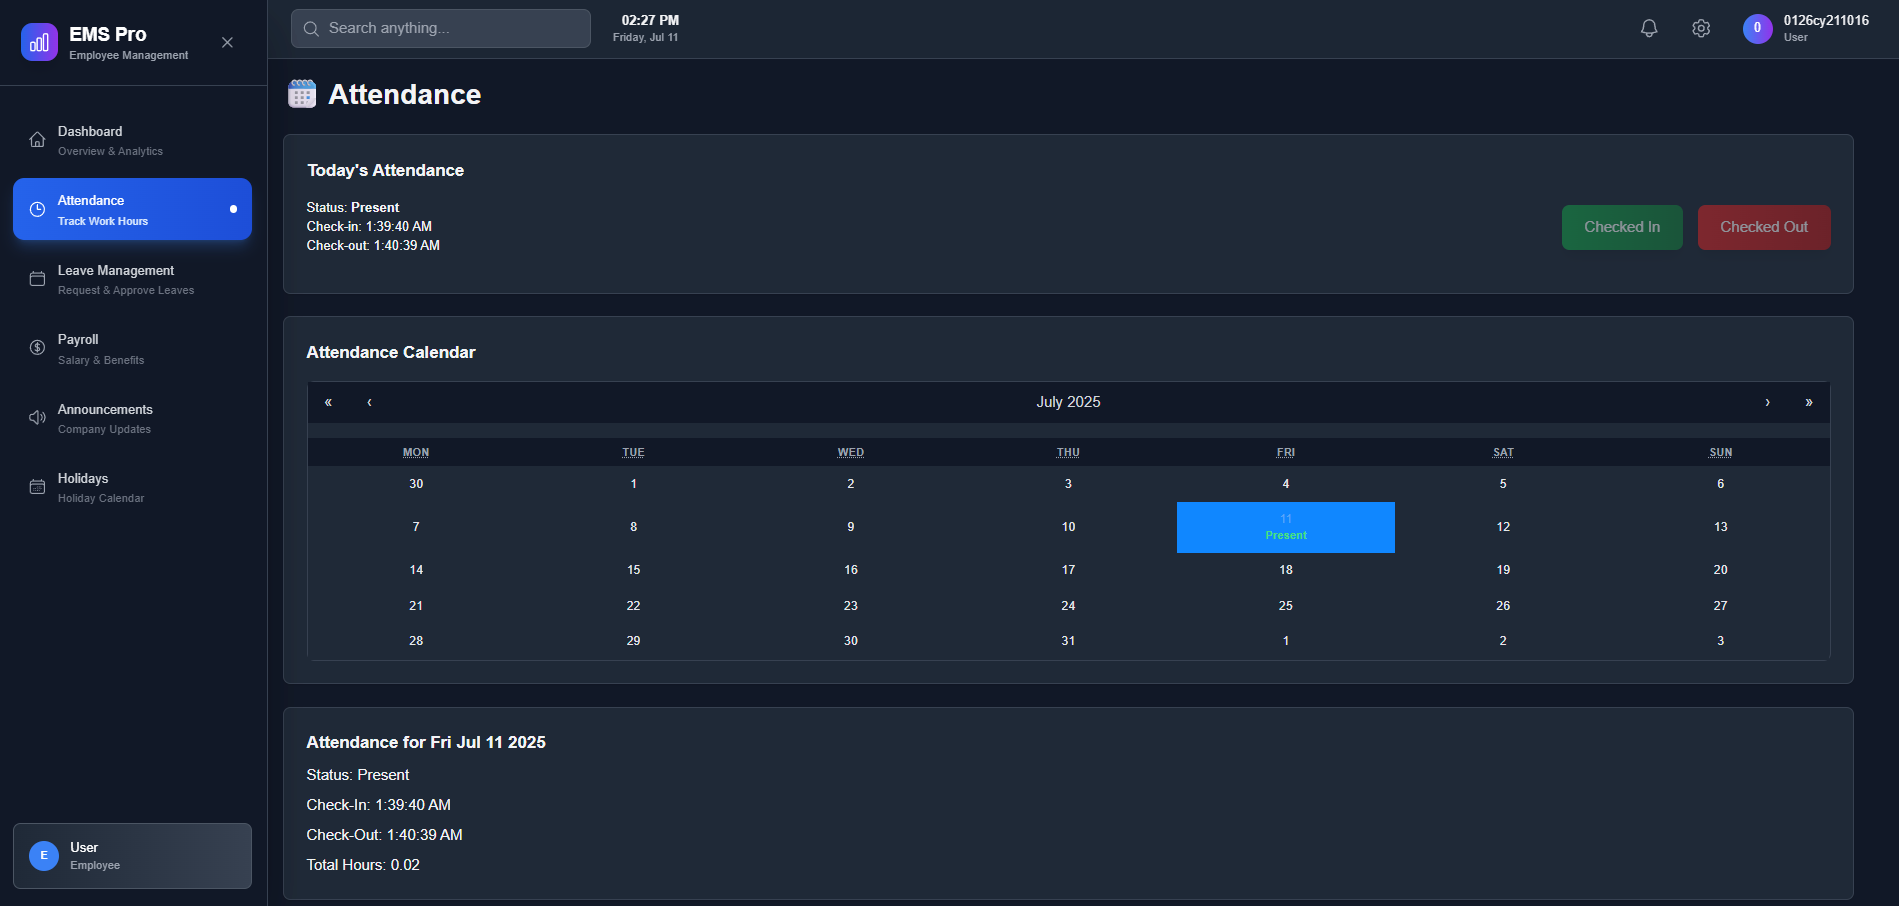 EMS Pro
Employee Management
Search anything...
02:27 PM
Friday, Jul 11
0
0126cy211016
User
Dashboard
Overview & Analytics
Attendance
Track Work Hours
Leave Management
Request & Approve Leaves
Payroll
Salary & Benefits
Announcements
Company Updates
Holidays
Holiday Calendar
E
User
Employee
Attendance
Today's Attendance
Status: Present
Check-in: 1:39:40 AM
Check-out: 1:40:39 AM
Checked In
Checked Out
Attendance Calendar
« ‹ July 2025 › »
MON TUE WED THU FRI SAT SUN
30 1 2 3 4 5 6
7 8 9 10 11 12 13
Present
14 15 16 17 18 19 20
21 22 23 24 25 26 27
28 29 30 31 1 2 3
Attendance for Fri Jul 11 2025
Status: Present
Check-In: 1:39:40 AM
Check-Out: 1:40:39 AM
Total Hours: 0.02